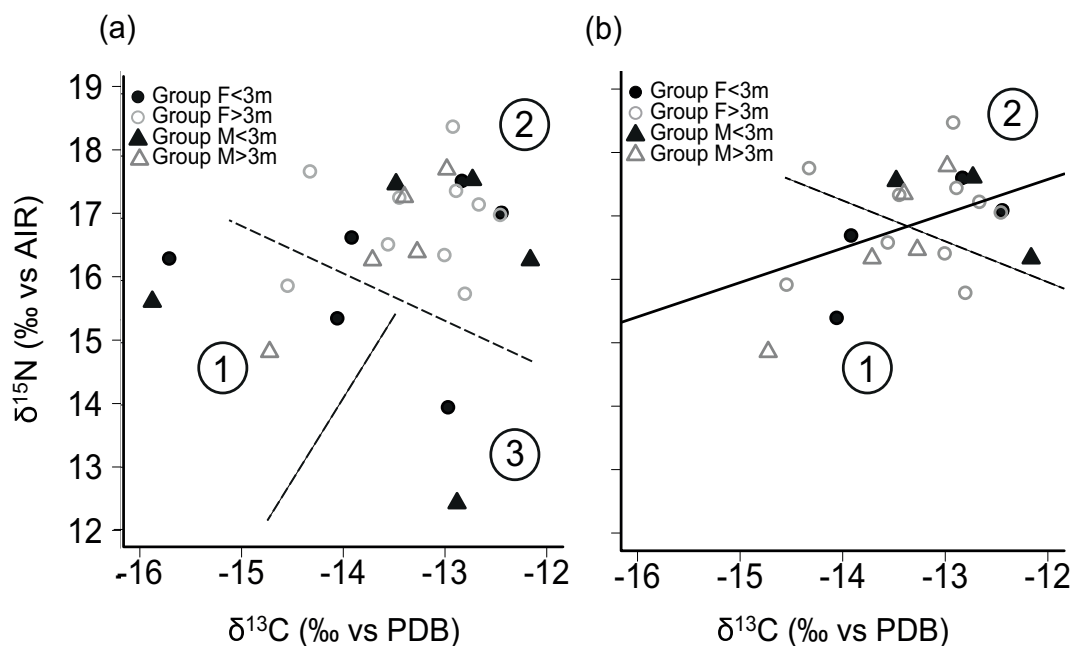 (a)
(b)
δ¹⁵N (‰ vs AIR)
19
18
17
16
15
14
13
12
Group F<3m
Group F>3m
Group M<3m
Group M>3m
2
1
3
-16
-15
-14
-13
-12
δ¹³C (‰ vs PDB)
Group F<3m
Group F>3m
Group M<3m
Group M>3m
2
1
-16
-15
-14
-13
-12
δ¹³C (‰ vs PDB)